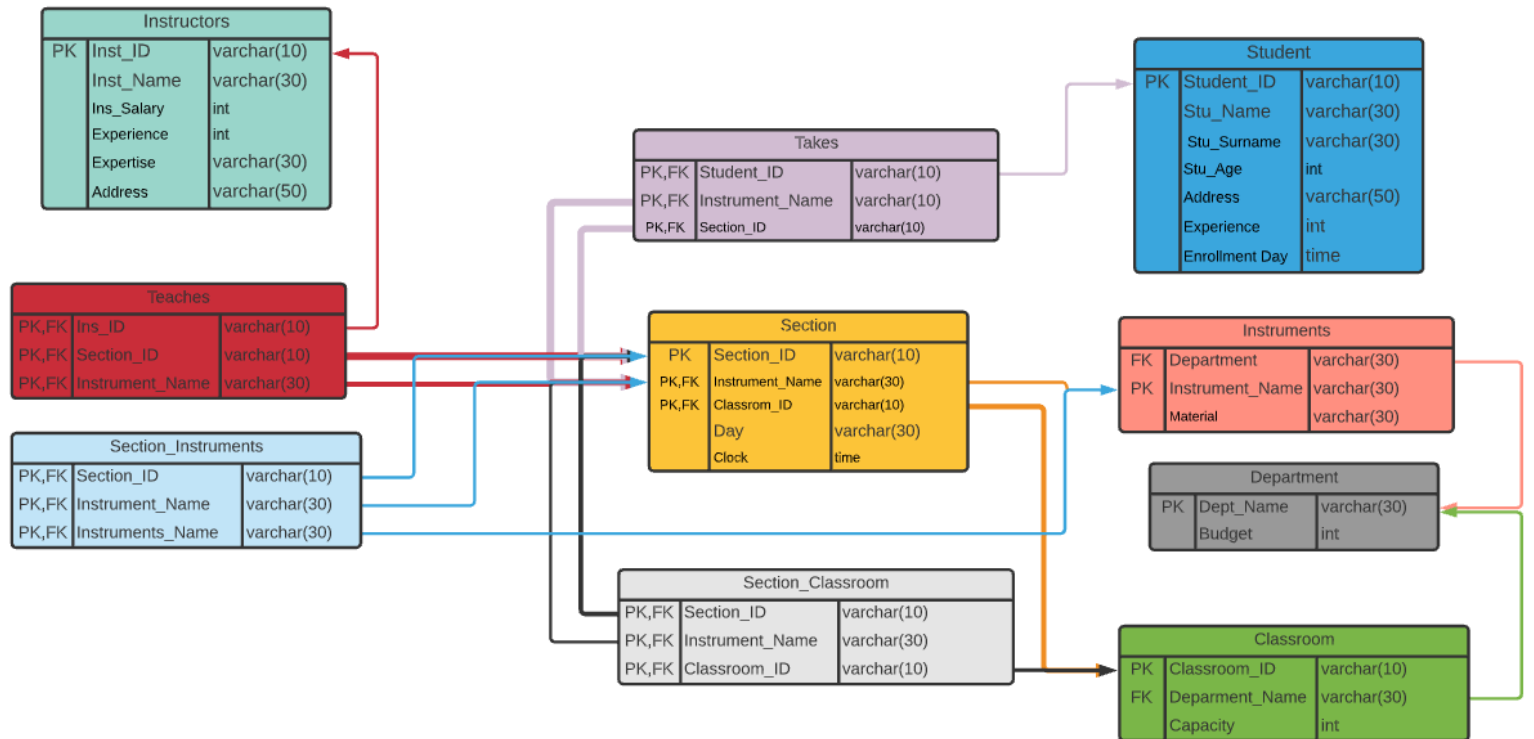 Instructors
PK Inst_ID varchar(10)
Inst_Name varchar(30)
Ins_Salary int
Experience int
Expertise varchar(30)
Address varchar(50)
Student
PK Student_ID varchar(10)
Stu_Name varchar(30)
Stu_Surname varchar(30)
Stu_Age int
Address varchar(50)
Experience int
Enrollment Day time
Takes
PK,FK Student_ID varchar(10)
PK,FK Instrument_Name varchar(10)
PK,FK Section_ID varchar(10)
Teaches
PK,FK Ins_ID varchar(10)
PK,FK Section_ID varchar(10)
PK,FK Instrument_Name varchar(30)
Section
PK Section_ID varchar(10)
PK,FK Instrument_Name varchar(30)
PK,FK Classrom_ID varchar(10)
Day varchar(30)
Clock time
Instruments
FK Department varchar(30)
PK Instrument_Name varchar(30)
Material varchar(30)
Section_Instruments
PK,FK Section_ID varchar(10)
PK,FK Instrument_Name varchar(30)
PK,FK Instruments_Name varchar(30)
Department
PK Dept_Name varchar(30)
Budget int
Section_Classroom
PK,FK Section_ID varchar(10)
PK,FK Instrument_Name varchar(30)
PK,FK Classroom_ID varchar(10)
Classroom
PK Classroom_ID varchar(10)
FK Deparment_Name varchar(30)
Capacity int